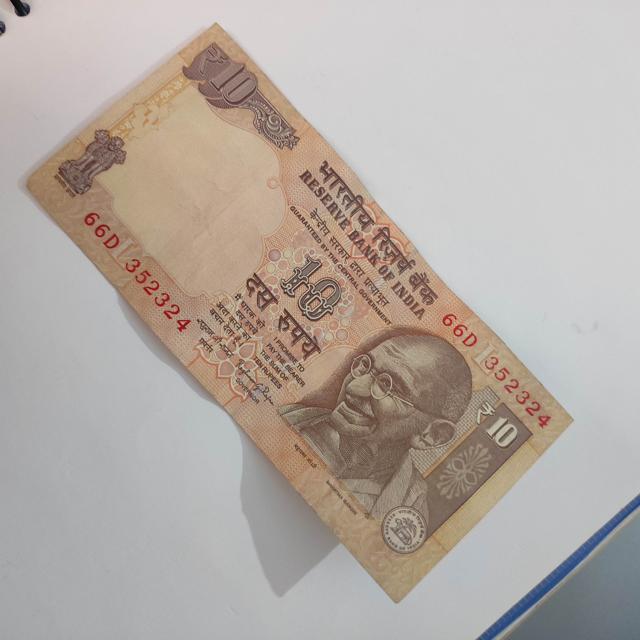 ₹10
भारतीय रिज़र्व बैंक
RESERVE BANK OF INDIA
केन्द्रीय सरकार द्वारा प्रत्याभूत
GUARANTEED BY THE CENTRAL GOVERNMENT
66D 352324
10
दस रुपये
I PROMISE TO
PAY THE BEARER
THE SUM OF
TEN RUPEES
GOVERNOR
66D 352324
₹10